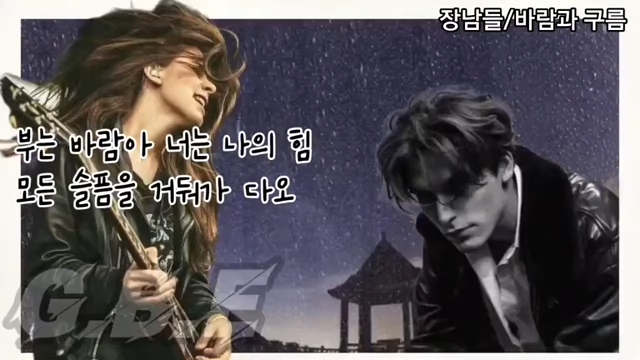 장남들/바람과 구름
부는 바람아 너는 나의 힘
모든 슬픔을 거둬가 다오
G.B.F